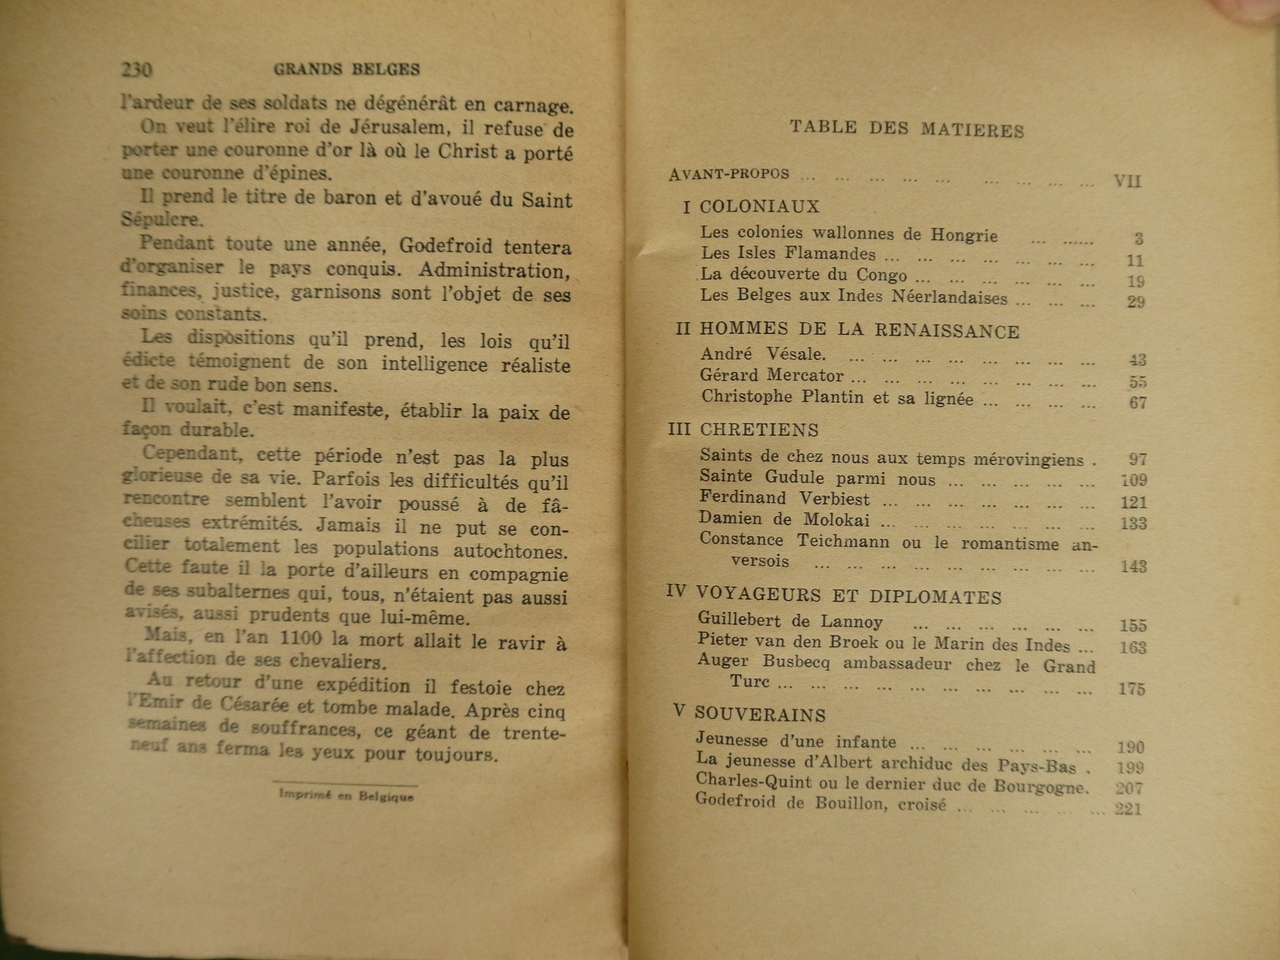 230 GRANDS BELGES
l'ardeur de ses soldats ne dégénérât en carnage.
On veut l'élire roi de Jérusalem, il refuse de
porter une couronne d'or là où le Christ a porté
une couronne d'épines.
Il prend le titre de baron et d'avoué du Saint
Sépulcre.
Pendant toute une année, Godefroid tentera
d'organiser le pays conquis. Administration,
finances, justice, garnisons sont l'objet de ses
soins constants.
Les dispositions qu'il prend, les lois qu'il
édicte témoignent de son intelligence réaliste
et de son rude bon sens.
Il voulait, c'est manifeste, établir la paix de
façon durable.
Cependant, cette période n'est pas la plus
glorieuse de sa vie. Parfois les difficultés qu'il
rencontre semblent l'avoir poussé à de fâ-
cheuses extrémités. Jamais il ne put se con-
cilier totalement les populations autochtones.
Cette faute il la porte d'ailleurs en compagnie
de ses subalternes qui, tous, n'étaient pas aussi
avisés, aussi prudents que lui-même.
Mais, en l'an 1100 la mort allait le ravir à
l'affection de ses chevaliers.
Au retour d'une expédition il festoie chez
l'Emir de Césarée et tombe malade. Après cinq
semaines de souffrances, ce géant de trente-
neuf ans ferma les yeux pour toujours.
Imprimé en Belgique
TABLE DES MATIERES
AVANT-PROPOS ... ... ... ... ... ... ... ... ... VII
I COLONIAUX
Les colonies wallonnes de Hongrie ... ...... 3
Les Isles Flamandes ... ... ... ... ... ... ... 11
La découverte du Congo ... ... ... ... ... ... 19
Les Belges aux Indes Néerlandaises ... ... ... 29
II HOMMES DE LA RENAISSANCE
André Vésale. ... ... ... ... ... ... ... ... 43
Gérard Mercator ... ... ... ... ... ... ... ... 55
Christophe Plantin et sa lignée ... ... ... ... 67
III CHRETIENS
Saints de chez nous aux temps mérovingiens . 97
Sainte Gudule parmi nous ... ... ... ... ... 109
Ferdinand Verbiest ... ... ... ... ... ... ... 121
Damien de Molokai ... ... ... ... ... ... ... 133
Constance Teichmann ou le romantisme an-
versois ... ... ... ... ... ... ... ... ... 143
IV VOYAGEURS ET DIPLOMATES
Guillebert de Lannoy ... ... ... ... ... ... 155
Pieter van den Broek ou le Marin des Indes ... 163
Auger Busbecq ambassadeur chez le Grand
Turc ... ... ... ... ... ... ... ... ... ... 175
V SOUVERAINS
Jeunesse d'une infante ... ... ... ... ... ... 190
La jeunesse d'Albert archiduc des Pays-Bas . 199
Charles-Quint ou le dernier duc de Bourgogne. 207
Godefroid de Bouillon, croisé ... ... ... ... ... 221